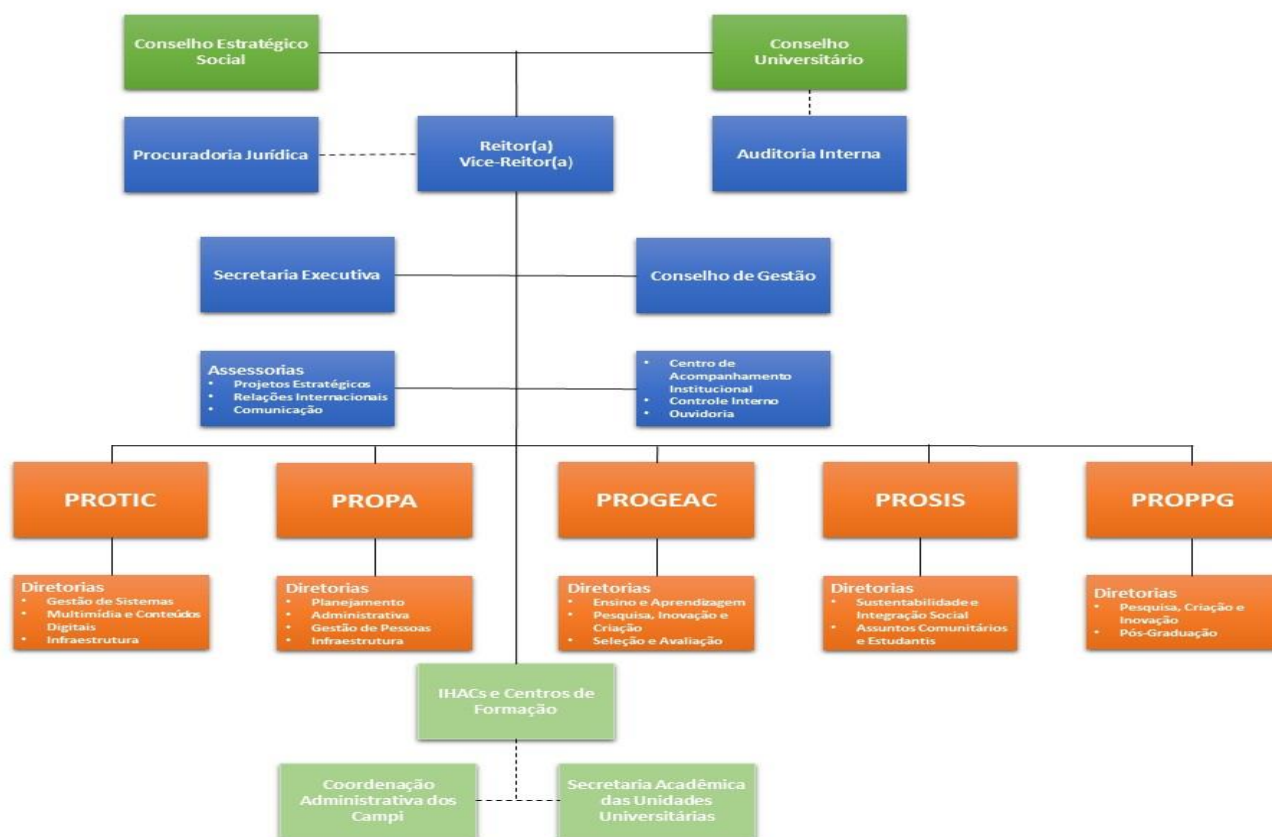 Conselho Estratégico
Social
Conselho
Universitário
Procuradoria Jurídica
Reitor(a)
Vice-Reitor(a)
Auditoria Interna
Secretaria Executiva
Conselho de Gestão
Assessorias
• Projetos Estratégicos
• Relações Internacionais
• Comunicação
• Centro de
Acompanhamento
Institucional
• Controle Interno
• Ouvidoria
PROTIC
PROPA
PROGEAC
PROSIS
PROPPG
Diretorias
• Gestão de Sistemas
• Multimídia e Conteúdos
Digitais
• Infraestrutura
Diretorias
• Planejamento
• Administrativa
• Gestão de Pessoas
• Infraestrutura
Diretorias
• Ensino e Aprendizagem
• Pesquisa, Inovação e
Criação
• Seleção e Avaliação
Diretorias
• Sustentabilidade e
Integração Social
• Assuntos Comunitários
e Estudantis
Diretorias
• Pesquisa, Criação e
Inovação
• Pós-Graduação
IHACs e Centros de
Formação
Coordenação
Administrativa dos
Campi
Secretaria Acadêmica
das Unidades
Universitárias